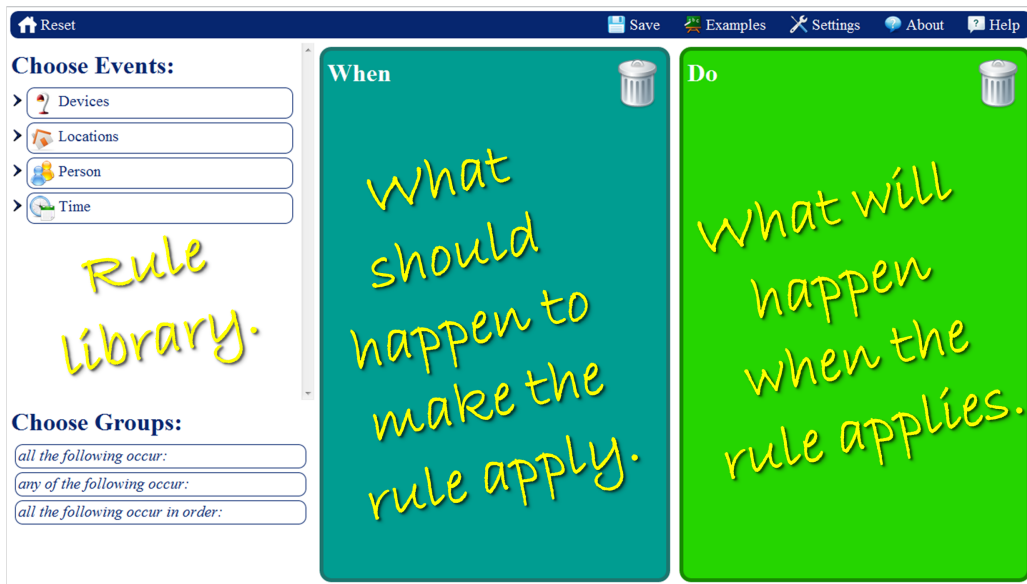 Reset
Save
Examples
Settings
About
Help
Choose Events:
Devices
Locations
Person
Time
Rule
library.
Choose Groups:
all the following occur:
any of the following occur:
all the following occur in order:
When
What
should
happen to
make the
rule apply.
Do
What will
happen
when the
rule applies.